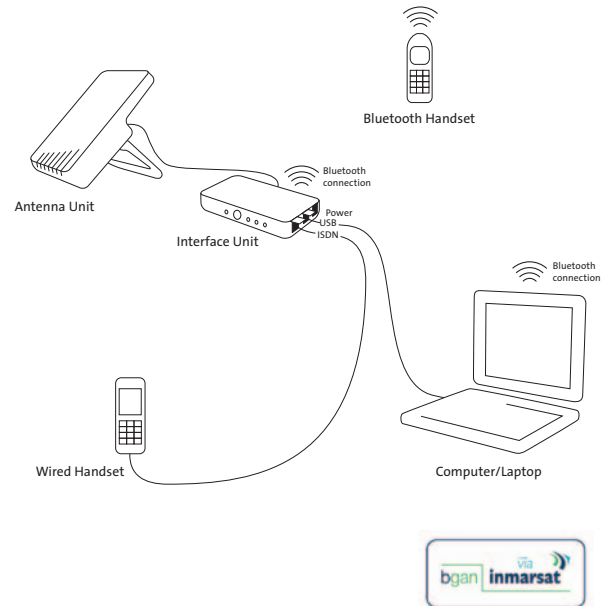 Bluetooth Handset
Bluetooth
connection
Antenna Unit
Power
USB
ISDN
Interface Unit
Bluetooth
connection
Wired Handset
Computer/Laptop
via
bgan inmarsat